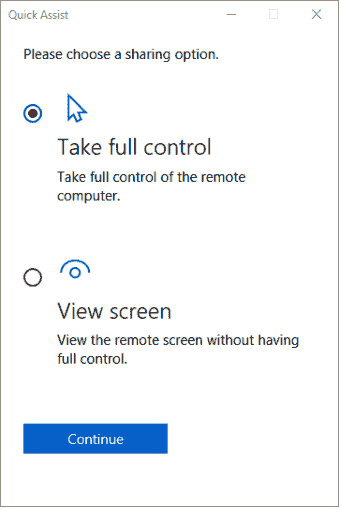 Quick Assist
Please choose a sharing option.
Take full control
Take full control of the remote
computer.
View screen
View the remote screen without having
full control.
Continue